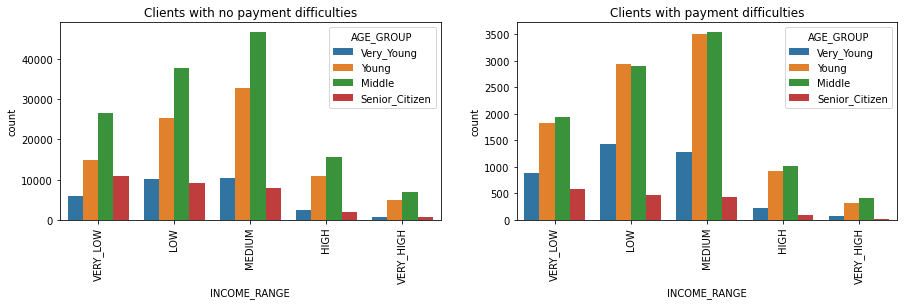 Clients with no payment difficulties
count
40000
30000
20000
10000
0
AGE_GROUP
Very_Young
Young
Middle
Senior_Citizen
VERY_LOW
LOW
MEDIUM
HIGH
VERY_HIGH
INCOME_RANGE
Clients with payment difficulties
count
3500
3000
2500
2000
1500
1000
500
0
AGE_GROUP
Very_Young
Young
Middle
Senior_Citizen
VERY_LOW
LOW
MEDIUM
HIGH
VERY_HIGH
INCOME_RANGE